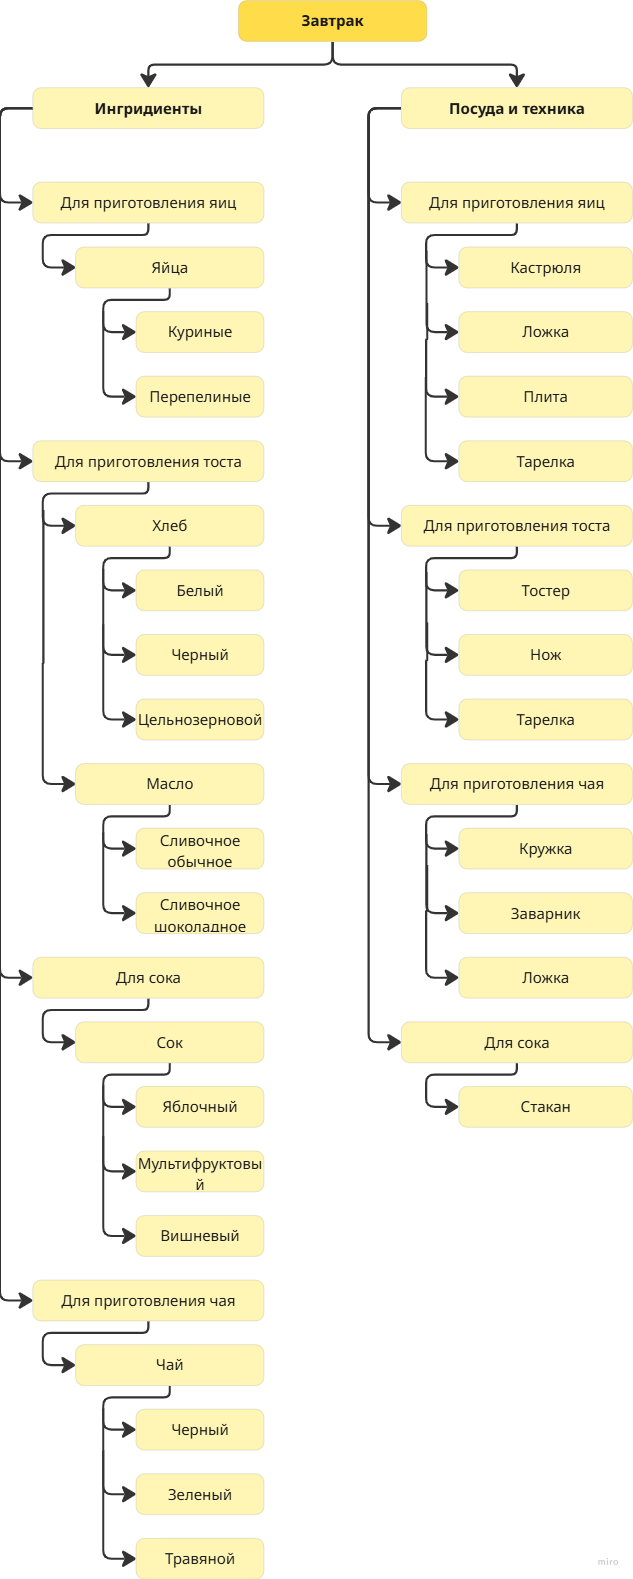 Завтрак
Ингридиенты
Для приготовления яиц
Яйца
Куриные
Перепелиные
Для приготовления тоста
Хлеб
Белый
Черный
Цельнозерновой
Масло
Сливочное
обычное
Сливочное
шоколадное
Для сока
Сок
Яблочный
Мультифруктовы
й
Вишневый
Для приготовления чая
Чай
Черный
Зеленый
Травяной
Посуда и техника
Для приготовления яиц
Кастрюля
Ложка
Плита
Тарелка
Для приготовления тоста
Тостер
Нож
Тарелка
Для приготовления чая
Кружка
Заварник
Ложка
Для сока
Стакан
miro